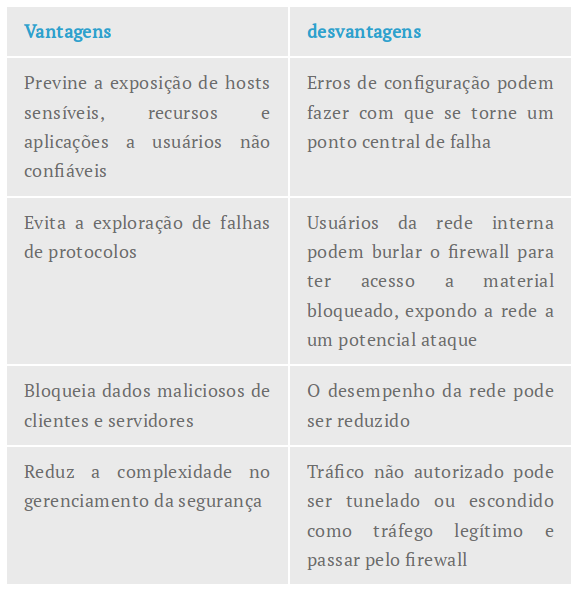 Vantagens
desvantagens
Previne a exposição de hosts
sensíveis, recursos e
aplicações a usuários não
confiáveis
Erros de configuração podem
fazer com que se torne um
ponto central de falha
Evita a exploração de falhas
de protocolos
Usuários da rede interna
podem burlar o firewall para
ter acesso a material
bloqueado, expondo a rede a
um potencial ataque
Bloqueia dados maliciosos de
clientes e servidores
O desempenho da rede pode
ser reduzido
Reduz a complexidade no
gerenciamento da segurança
Tráfico não autorizado pode
ser tunelado ou escondido
como tráfego legítimo e
passar pelo firewall